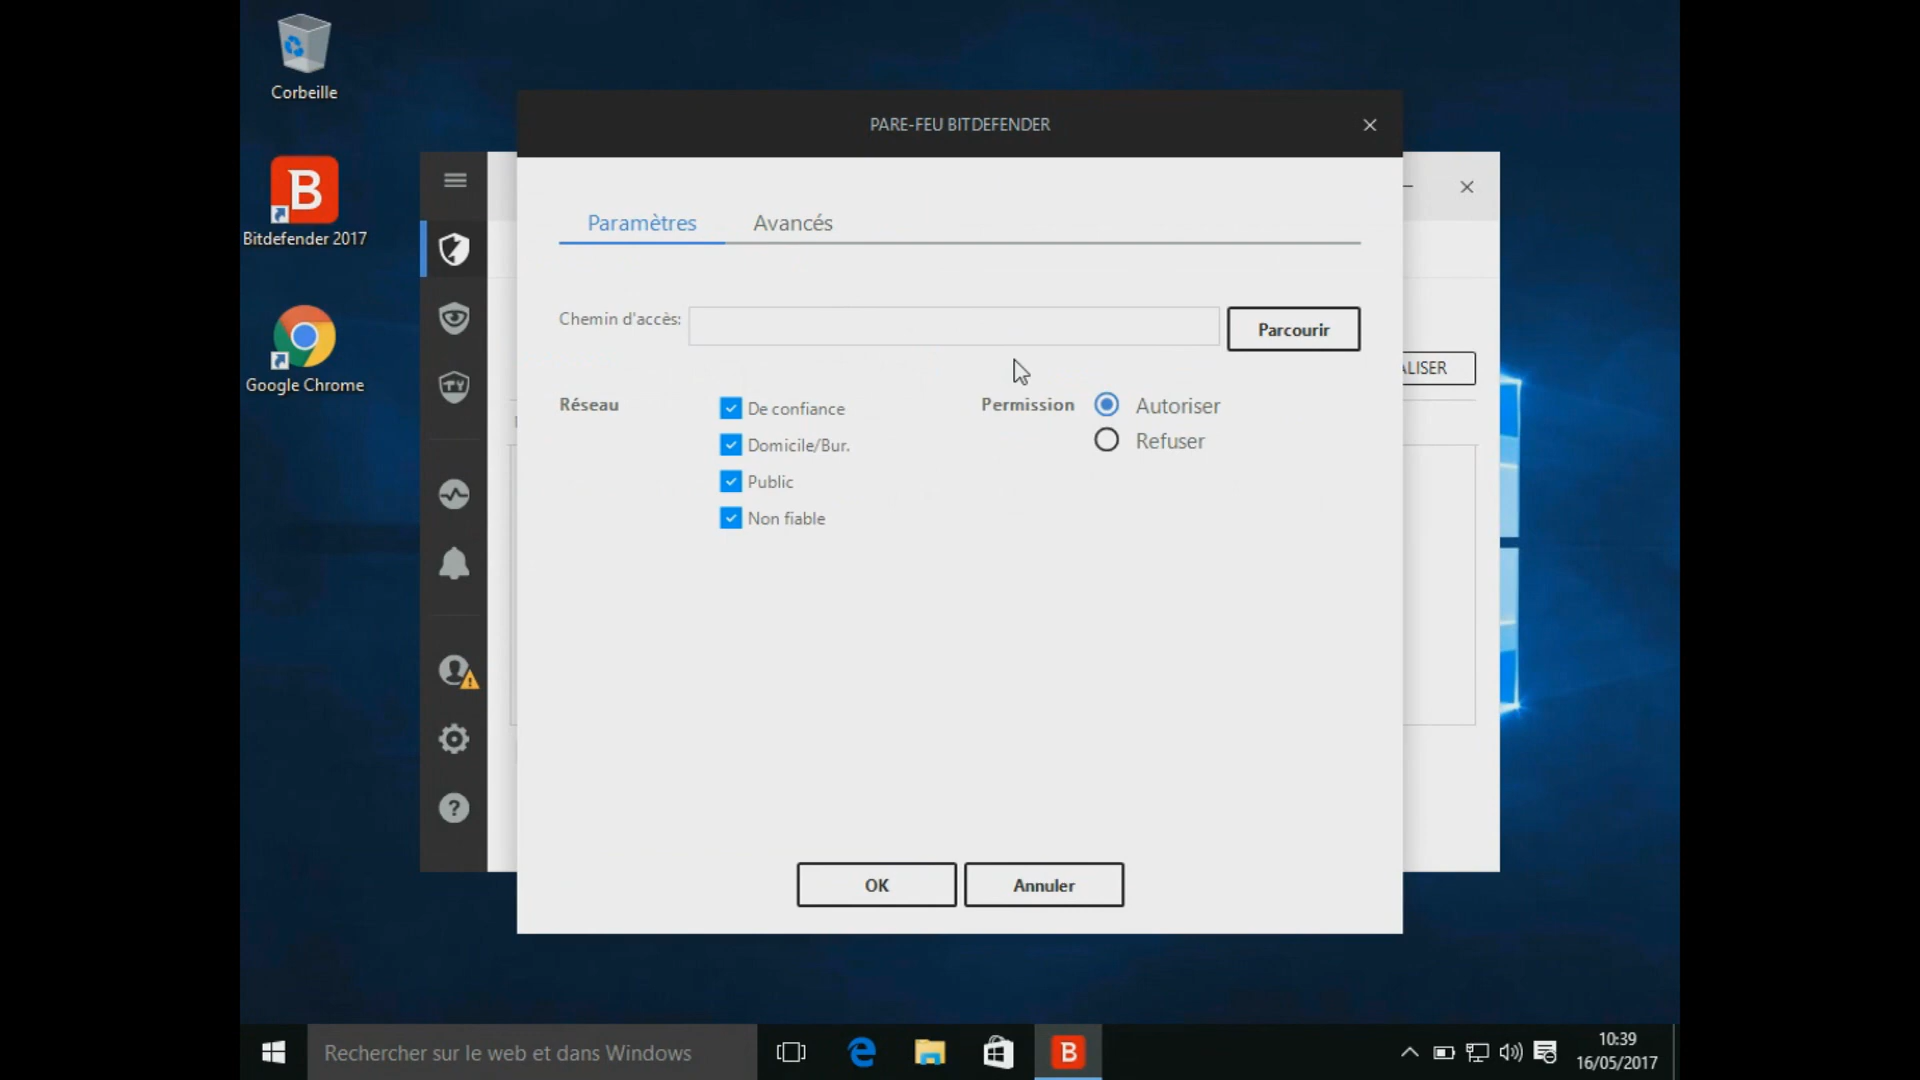 Corbeille
PARE-FEU BITDEFENDER
Bitdefender 2017
Paramètres
Avancés
Chemin d'accès:
Parcourir
Google Chrome
ALISER
Réseau
De confiance
Permission
Autoriser
Domicile/Bur.
Refuser
Public
Non fiable
OK
Annuler
Rechercher sur le web et dans Windows
10:39
16/05/2017